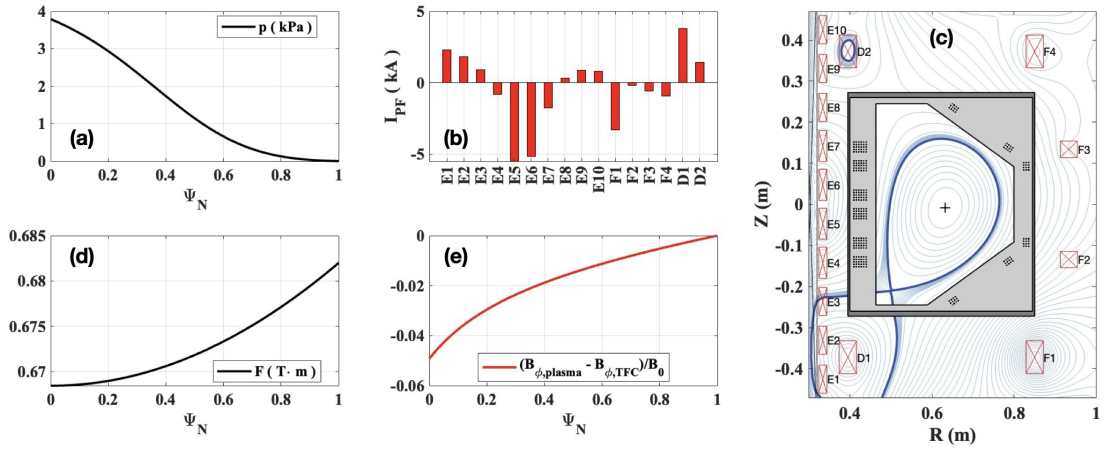 4
3
2
1
0
p ( kPa )
(a)
0
0.2
0.4
0.6
0.8
1
Ψ_N
5
0
-5
I_PF ( kA )
(b)
E1
E2
E3
E4
E5
E6
E7
E8
E9
E10
F1
F2
F3
F4
D1
D2
0.685
0.68
0.675
0.67
(d)
F ( T· m )
0
0.2
0.4
0.6
0.8
1
Ψ_N
0
-0.02
-0.04
-0.06
(e)
(B_ϕ,plasma - B_ϕ,TFC)/B_0
0
0.2
0.4
0.6
0.8
1
Ψ_N
(c)
0.4
0.3
0.2
0.1
0
-0.1
-0.2
-0.3
-0.4
Z (m)
E10
E9
E8
E7
E6
E5
E4
E3
E2
E1
D2
D1
F4
F3
F2
F1
0.4
0.6
0.8
1
R (m)